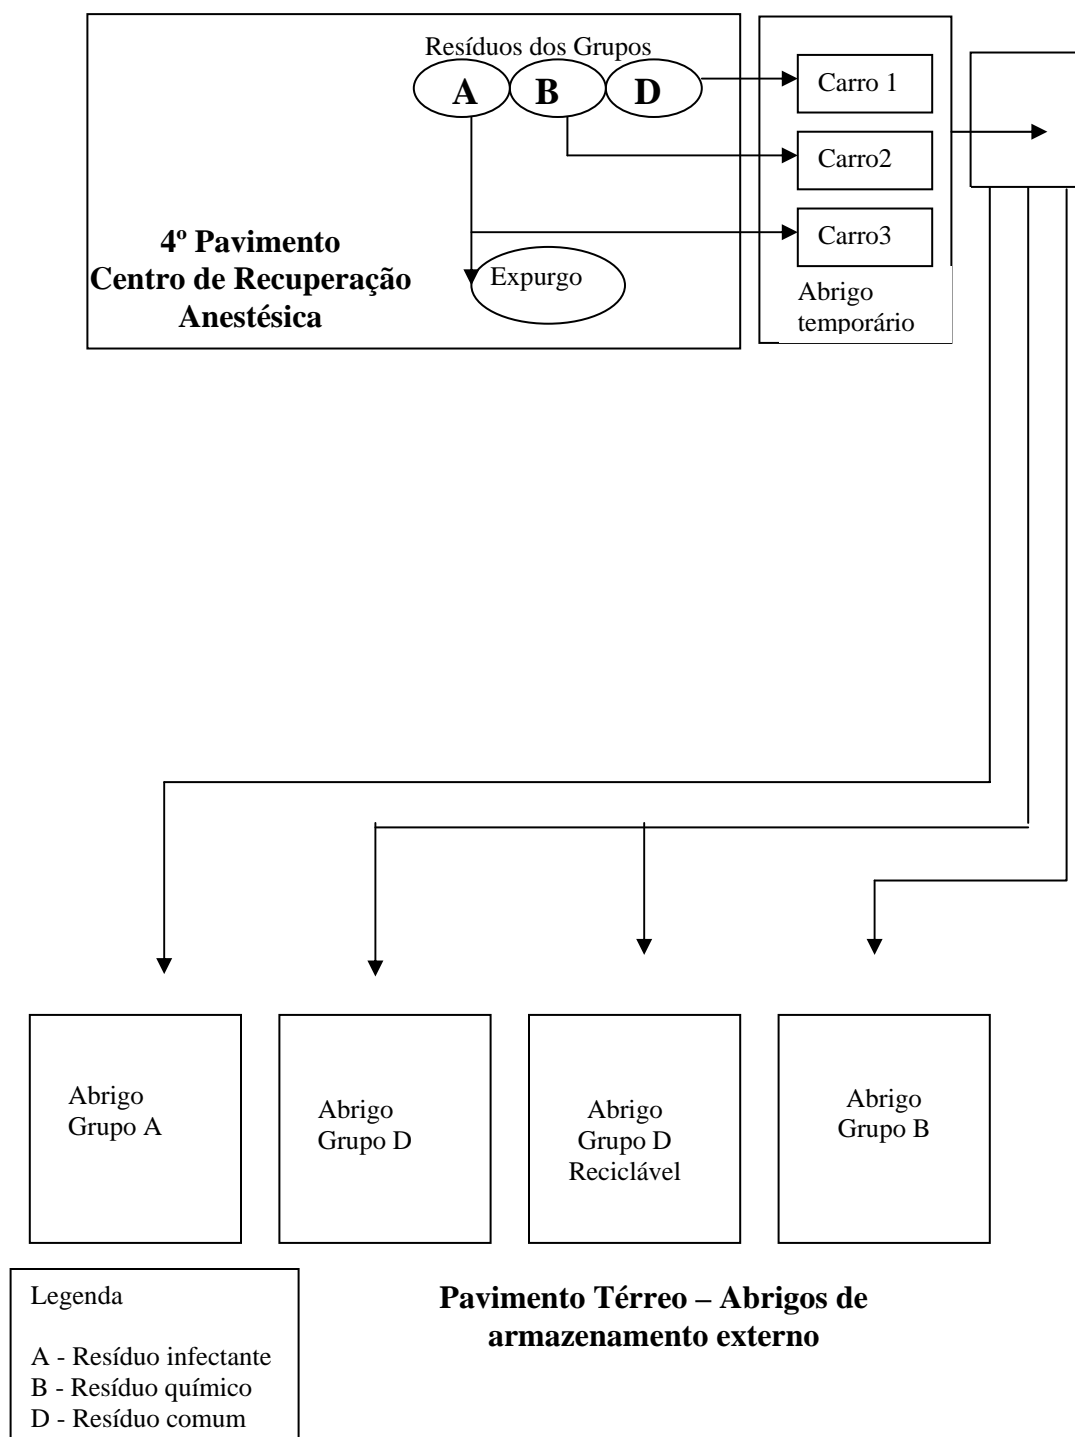 Resíduos dos Grupos
A B D
Carro 1
Carro2
Carro3
4º Pavimento
Centro de Recuperação
Anestésica
Expurgo
Abrigo
temporário
Abrigo
Grupo A
Abrigo
Grupo D
Abrigo
Grupo D
Reciclável
Abrigo
Grupo B
Legenda
A - Resíduo infectante
B - Resíduo químico
D - Resíduo comum
Pavimento Térreo – Abrigos de
armazenamento externo